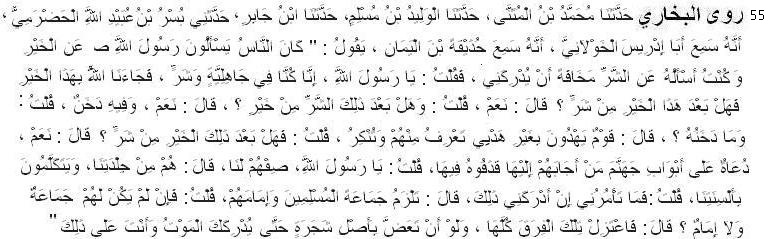 55 روى البخاري حَدَّثَنَا مُحَمَّدُ بْنُ الْمُثَنَّى، حَدَّثَنَا الْوَلِيدُ بْنُ مُسْلِمٍ، حَدَّثَنَا ابْنُ جَابِرٍ، حَدَّثَنِي بُسْرُ بْنُ عُبَيْدِ اللَّهِ الْحَضْرَمِيُّ،
أَنَّهُ سَمِعَ أَبَا إِدْرِيسَ الْخَوْلَانِيَّ، أَنَّهُ سَمِعَ حُذَيْفَةَ بْنَ الْيَمَانِ، يَقُولُ: " كَانَ النَّاسُ يَسْأَلُونَ رَسُولَ اللَّهِ ص عَنِ الْخَيْرِ
وَكُنْتُ أَسْأَلُهُ عَنِ الشَّرِّ مَخَافَةَ أَنْ يُدْرِكَنِي، فَقُلْتُ: يَا رَسُولَ اللَّهِ، إِنَّا كُنَّا فِي جَاهِلِيَّةٍ وَشَرٍّ، فَجَاءَنَا اللَّهُ بِهَذَا الْخَيْرِ
فَهَلْ بَعْدَ هَذَا الْخَيْرِ مِنْ شَرٍّ؟ قَالَ: نَعَمْ، قُلْتُ: وَهَلْ بَعْدَ ذَلِكَ الشَّرِّ مِنْ خَيْرٍ؟، قَالَ: نَعَمْ، وَفِيهِ دَخَنٌ، قُلْتُ:
وَمَا دَخَنُهُ؟، قَالَ: قَوْمٌ يَهْدُونَ بِغَيْرِ هَدْيِي تَعْرِفُ مِنْهُمْ وَتُنْكِرُ، قُلْتُ: فَهَلْ بَعْدَ ذَلِكَ الْخَيْرِ مِنْ شَرٍّ؟ قَالَ: نَعَمْ،
دُعَاةٌ عَلَى أَبْوَابِ جَهَنَّمَ مَنْ أَجَابَهُمْ إِلَيْهَا قَذَفُوهُ فِيهَا، قُلْتُ: يَا رَسُولَ اللَّهِ، صِفْهُمْ لَنَا، قَالَ: هُمْ مِنْ جِلْدَتِنَا، وَيَتَكَلَّمُونَ
بِأَلْسِنَتِنَا، قُلْتُ: فَمَا تَأْمُرُنِي إِنْ أَدْرَكَنِي ذَلِكَ، قَالَ: تَلْزَمُ جَمَاعَةَ الْمُسْلِمِينَ وَإِمَامَهُمْ، قُلْتُ: فَإِنْ لَمْ يَكُنْ لَهُمْ جَمَاعَةٌ
وَلَا إِمَامٌ؟ قَالَ: فَاعْتَزِلْ تِلْكَ الْفِرَقَ كُلَّهَا، وَلَوْ أَنْ تَعَضَّ بِأَصْلِ شَجَرَةٍ حَتَّى يُدْرِكَكَ الْمَوْتُ وَأَنْتَ عَلَى ذَلِكَ "